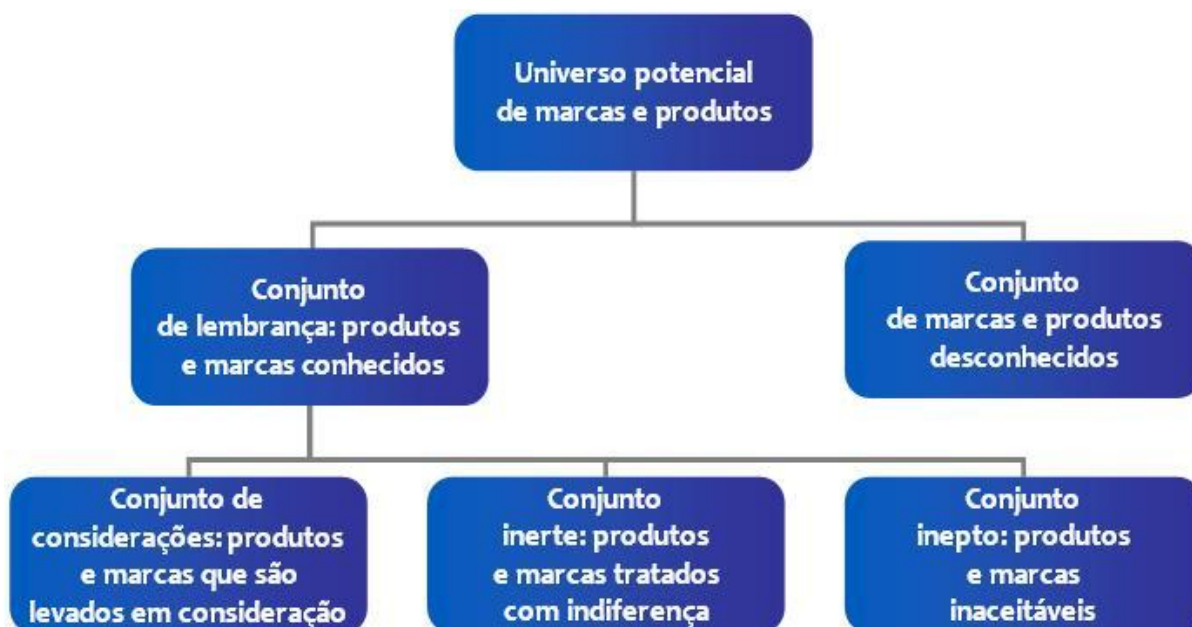 Universo potencial
de marcas e produtos
Conjunto
de lembrança: produtos
e marcas conhecidos
Conjunto
de marcas e produtos
desconhecidos
Conjunto de
considerações: produtos
e marcas que são
levados em consideração
Conjunto
inerte: produtos
e marcas tratados
com indiferença
Conjunto
inepto: produtos
e marcas
inaceitáveis